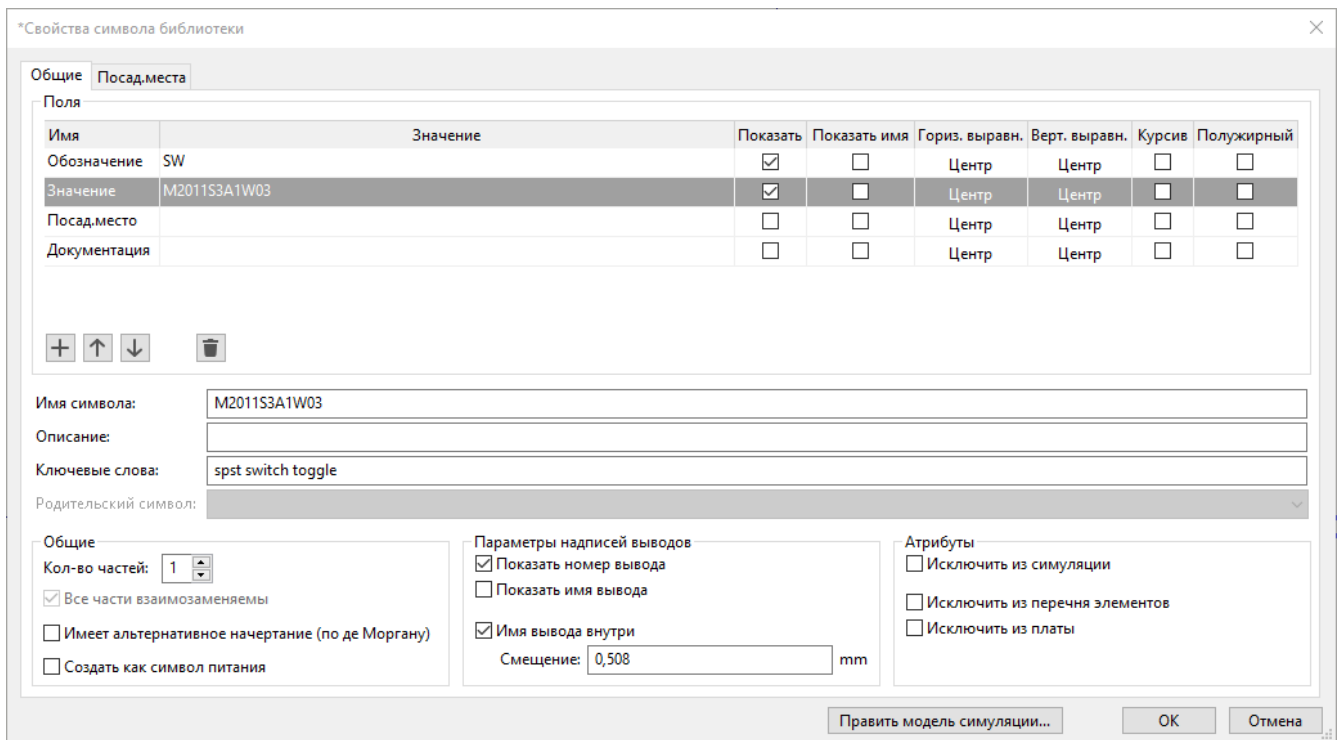 *Свойства символа библиотеки
Общие Посад.места
Поля
Имя Значение Показать Показать имя Гориз. выравн. Верт. выравн. Курсив Полужирный
Обозначение SW Центр Центр
Значение M2011S3A1W03 Центр Центр
Посад.место Центр Центр
Документация Центр Центр
Имя символа: M2011S3A1W03
Описание:
Ключевые слова: spst switch toggle
Родительский символ:
Общие Параметры надписей выводов Атрибуты
Кол-во частей: 1 Показать номер вывода Исключить из симуляции
Все части взаимозаменяемы Показать имя вывода Исключить из перечня элементов
Имеет альтернативное начертание (по де Моргану) Имя вывода внутри Исключить из платы
Создать как символ питания Смещение: 0,508 mm
Править модель симуляции... OK Отмена